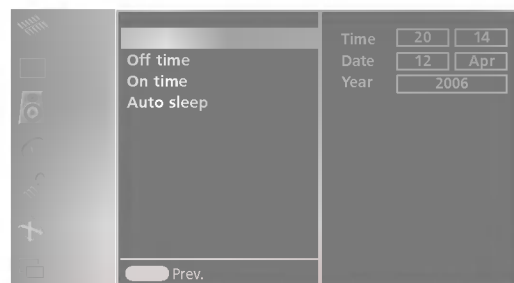 Off time
On time
Auto sleep
Prev.
Time 20 14
Date 12 Apr
Year 2006